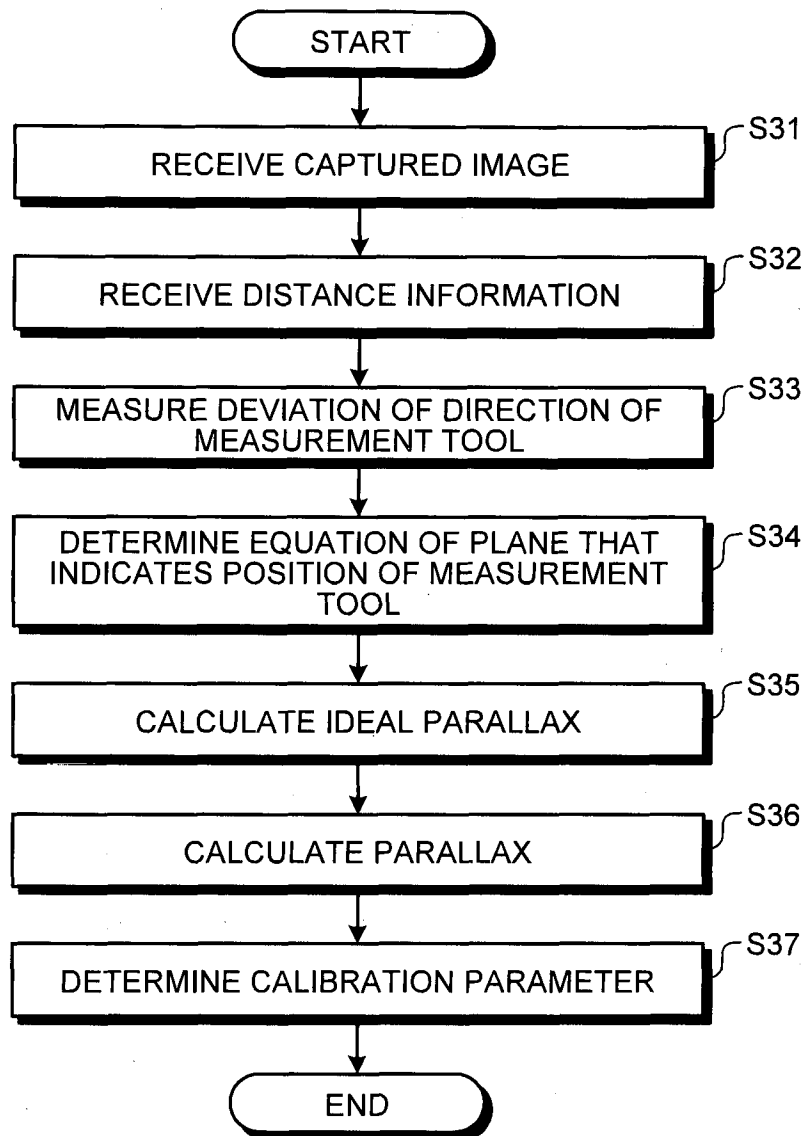 START
S31
RECEIVE CAPTURED IMAGE
S32
RECEIVE DISTANCE INFORMATION
S33
MEASURE DEVIATION OF DIRECTION OF
MEASUREMENT TOOL
S34
DETERMINE EQUATION OF PLANE THAT
INDICATES POSITION OF MEASUREMENT
TOOL
S35
CALCULATE IDEAL PARALLAX
S36
CALCULATE PARALLAX
S37
DETERMINE CALIBRATION PARAMETER
END